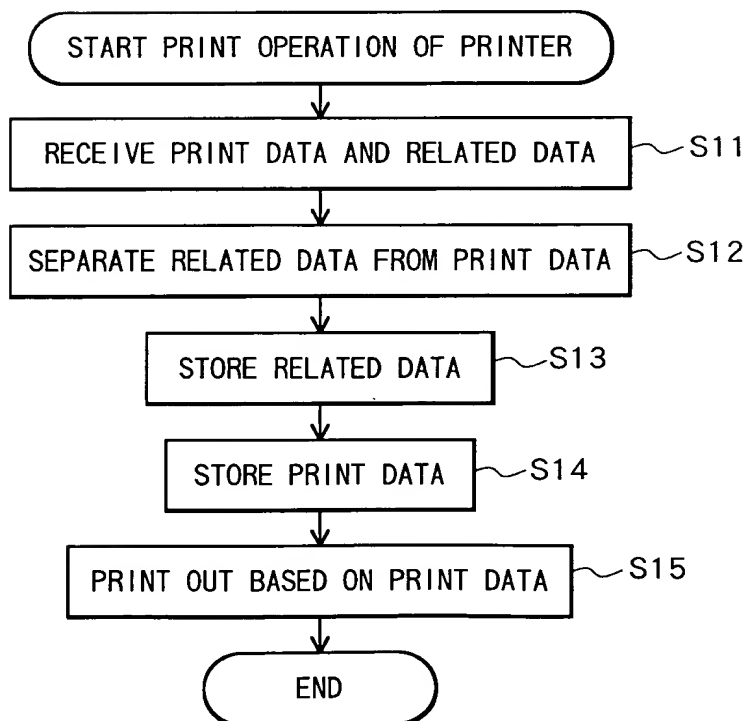 START PRINT OPERATION OF PRINTER
RECEIVE PRINT DATA AND RELATED DATA
S11
SEPARATE RELATED DATA FROM PRINT DATA
S12
STORE RELATED DATA
S13
STORE PRINT DATA
S14
PRINT OUT BASED ON PRINT DATA
S15
END